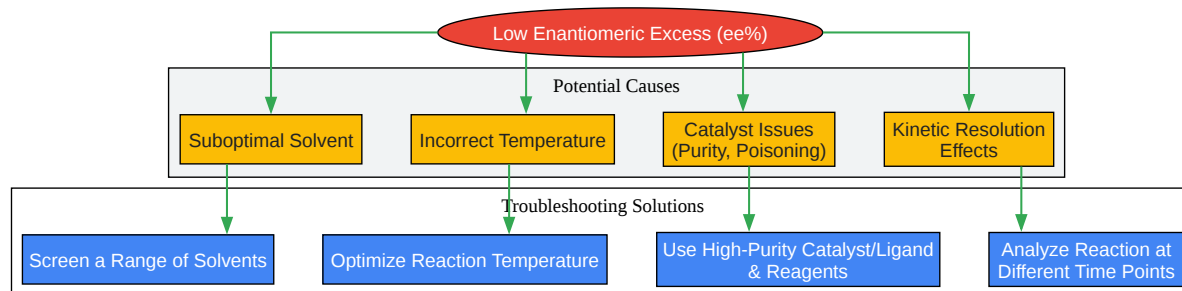 Low Enantiomeric Excess (ee%)
Potential Causes
Suboptimal Solvent
Incorrect Temperature
Catalyst Issues
(Purity, Poisoning)
Kinetic Resolution
Effects
Troubleshooting Solutions
Screen a Range of Solvents
Optimize Reaction Temperature
Use High-Purity Catalyst/Ligand
& Reagents
Analyze Reaction at
Different Time Points